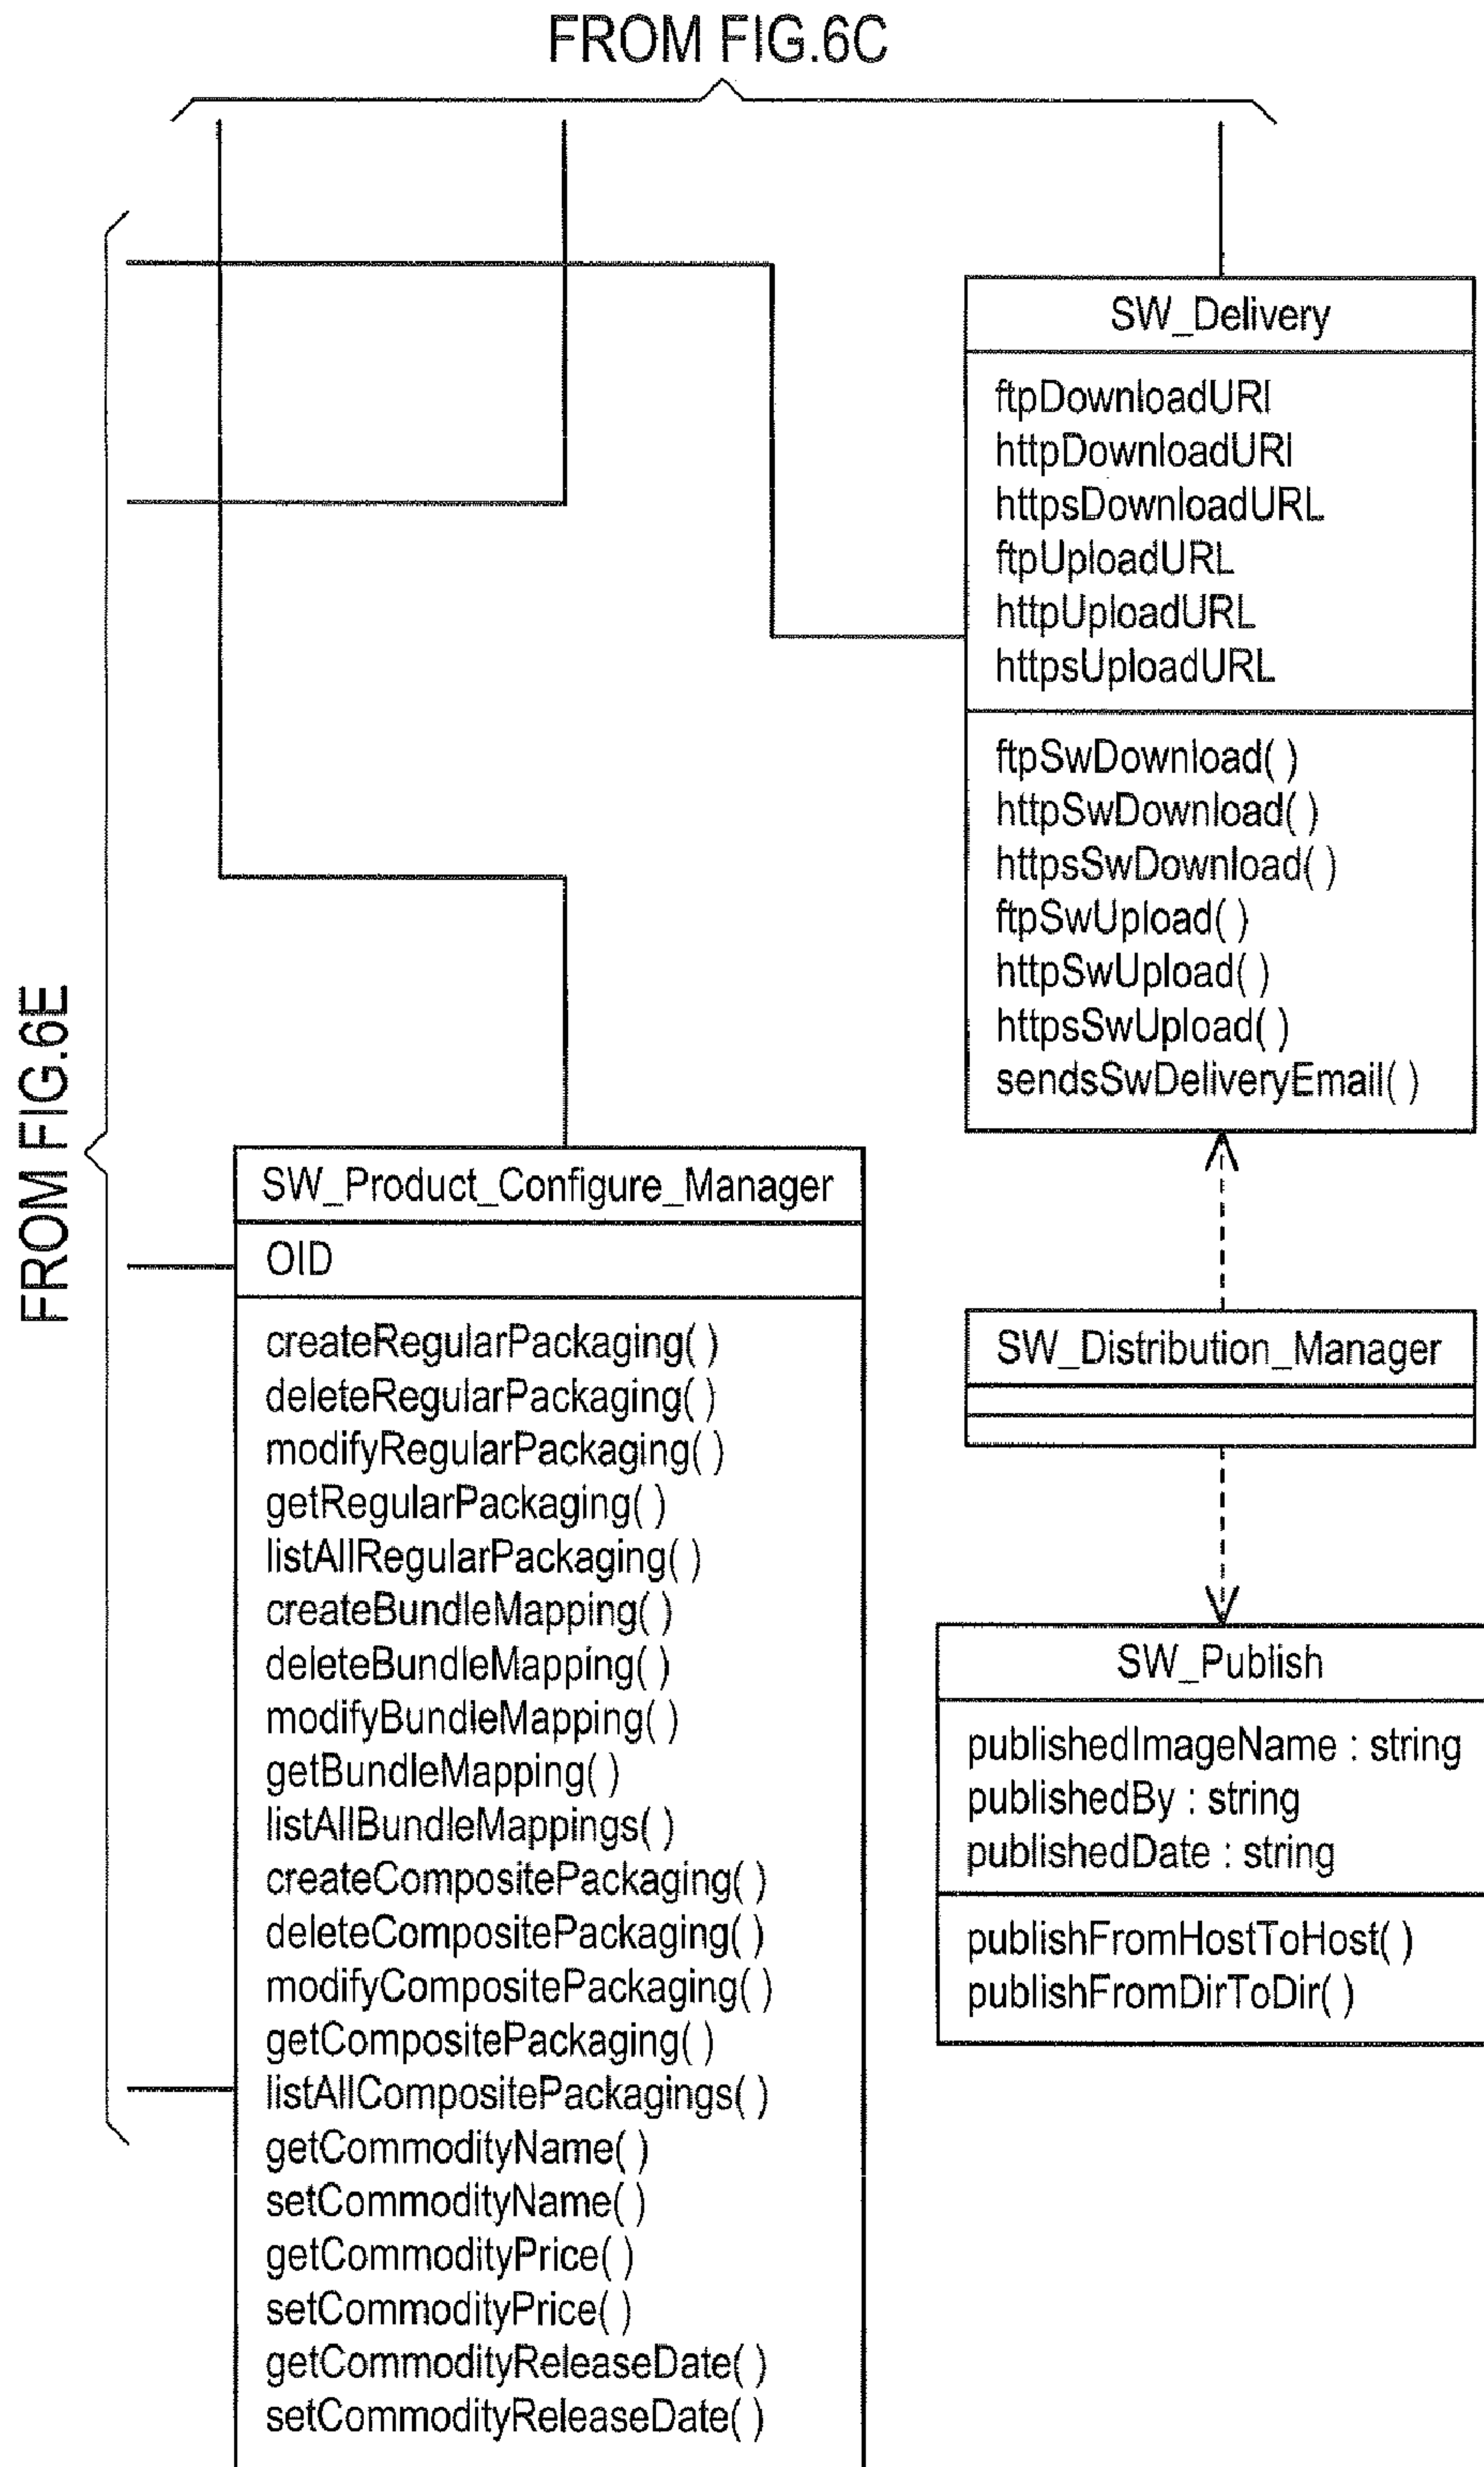 FROM FIG.6C
FROM FIG.6E
SW_Delivery
ftpDownloadURI
httpDownloadURI
httpsDownloadURL
ftpUploadURL
httpUploadURL
httpsUploadURL
ftpSwDownload( )
httpSwDownload( )
httpsSwDownload( )
ftpSwUpload( )
httpSwUpload( )
httpsSwUpload( )
sendsSwDeliveryEmail( )
SW_Product_Configure_Manager
OID
createRegularPackaging( )
deleteRegularPackaging( )
modifyRegularPackaging( )
getRegularPackaging( )
listAllRegularPackaging( )
createBundleMapping( )
deleteBundleMapping( )
modifyBundleMapping( )
getBundleMapping( )
listAllBundleMappings( )
createCompositePackaging( )
deleteCompositePackaging( )
modifyCompositePackaging( )
getCompositePackaging( )
listAllCompositePackagings( )
getCommodityName( )
setCommodityName( )
getCommodityPrice( )
setCommodityPrice( )
getCommodityReleaseDate( )
setCommodityReleaseDate( )
SW_Distribution_Manager
SW_Publish
publishedImageName : string
publishedBy : string
publishedDate : string
publishFromHostToHost( )
publishFromDirToDir( )